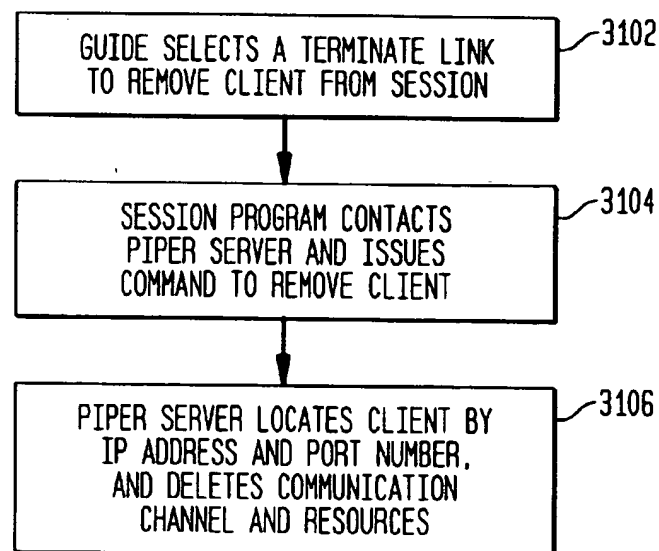 GUIDE SELECTS A TERMINATE LINK
TO REMOVE CLIENT FROM SESSION
3102
SESSION PROGRAM CONTACTS
PIPER SERVER AND ISSUES
COMMAND TO REMOVE CLIENT
3104
PIPER SERVER LOCATES CLIENT BY
IP ADDRESS AND PORT NUMBER,
AND DELETES COMMUNICATION
CHANNEL AND RESOURCES
3106